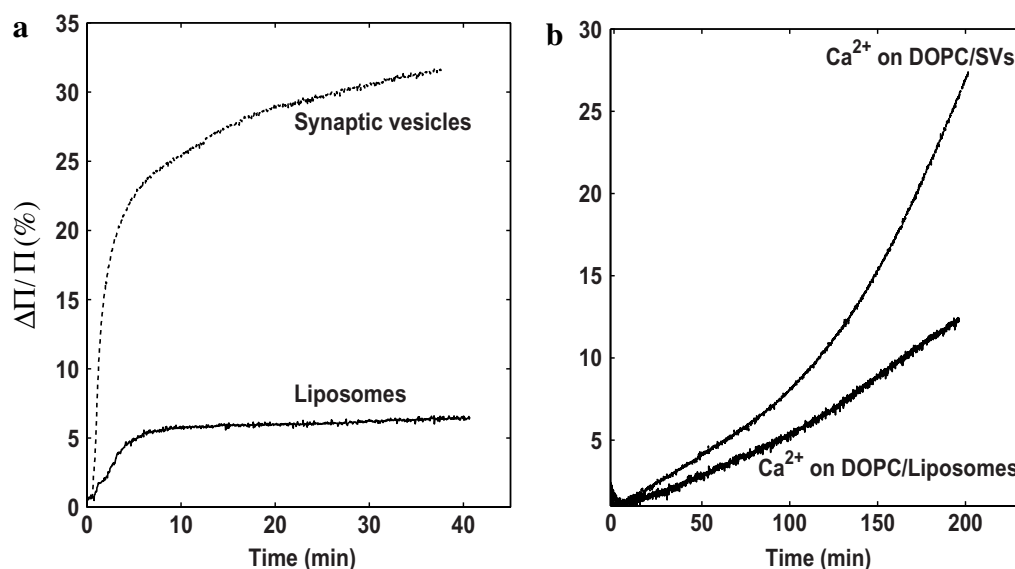 a
35
30
25
20
15
10
5
0
ΔΠ/Π(%)
Synaptic vesicles
Liposomes
0 10 20 30 40
Time (min)
b
30
25
20
15
10
5
Ca²⁺ on DOPC/SVs
Ca²⁺ on DOPC/Liposomes
0 50 100 150 200
Time (min)